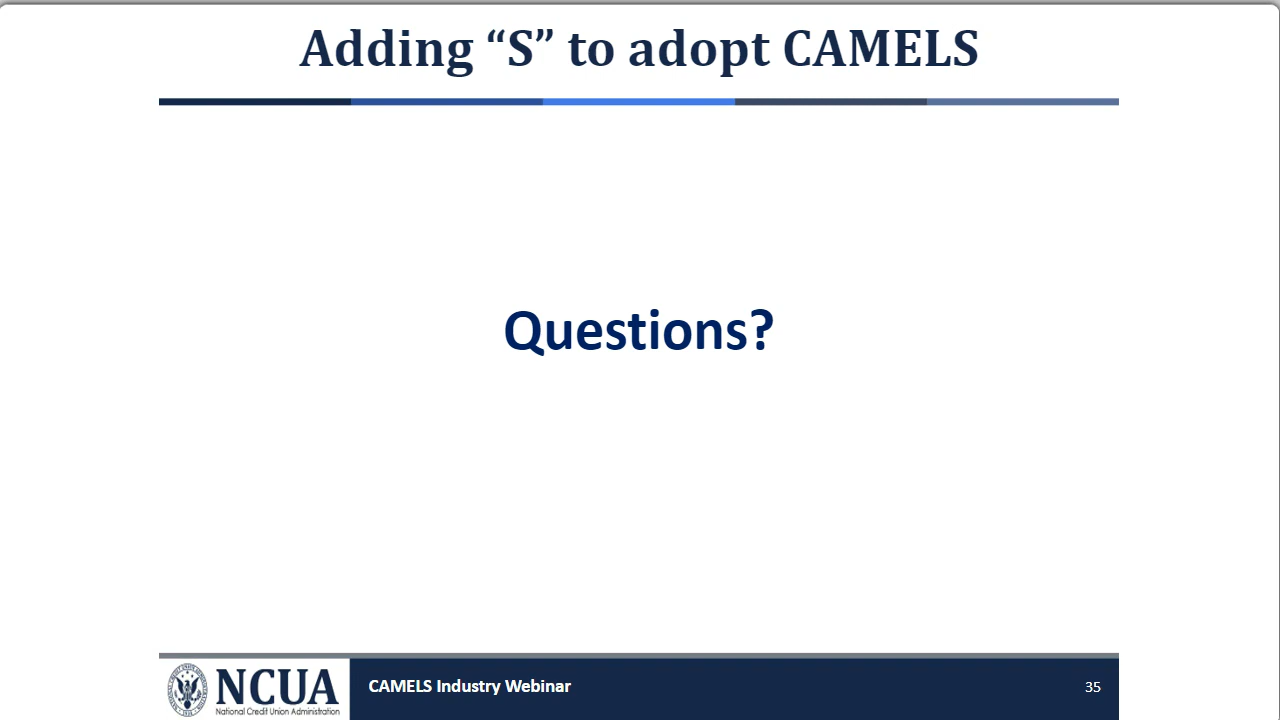 Adding “S” to adopt CAMELS
Questions?
NCUA
National Credit Union Administration
CAMELS Industry Webinar
35